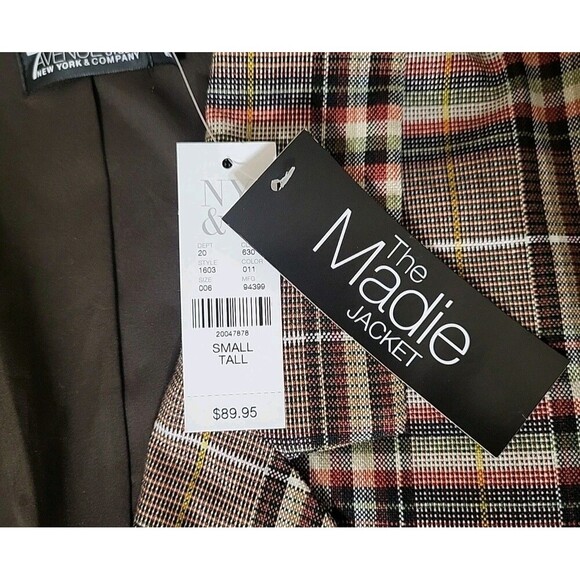 7
AVENUE
NEW YORK & COMPANY
NY
&
DEPT
20 630
STYLE COLOR
1603 011
SIZE MFG
006 94399
20047878
SMALL
TALL
$89.95
The
Madie
JACKET